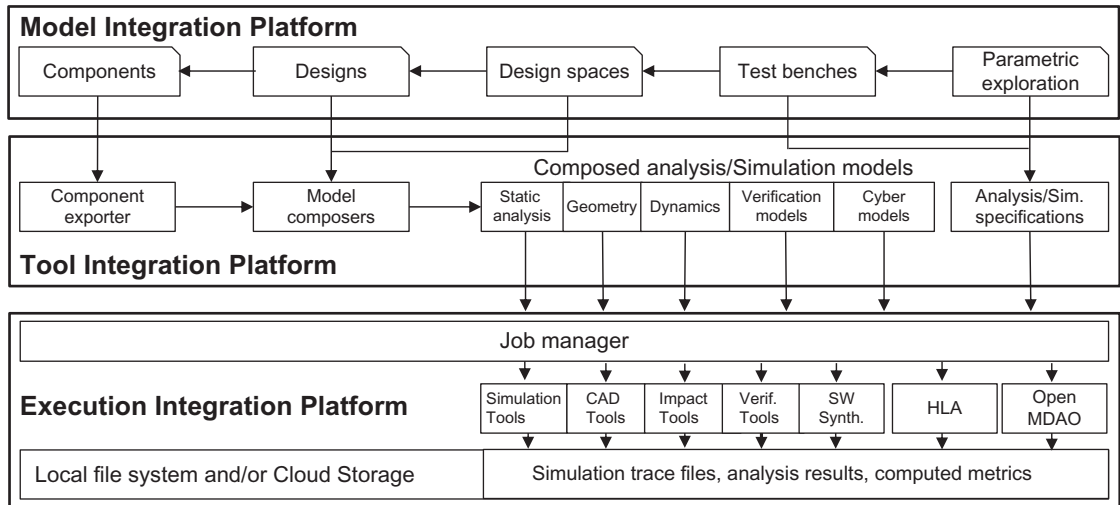 Model Integration Platform
Components
Designs
Design spaces
Test benches
Parametric
exploration
Composed analysis/Simulation models
Component
exporter
Model
composers
Static
analysis
Geometry
Dynamics
Verification
models
Cyber
models
Analysis/Sim.
specifications
Tool Integration Platform
Job manager
Execution Integration Platform
Simulation
Tools
CAD
Tools
Impact
Tools
Verif.
Tools
SW
Synth.
HLA
Open
MDAO
Local file system and/or Cloud Storage
Simulation trace files, analysis results, computed metrics